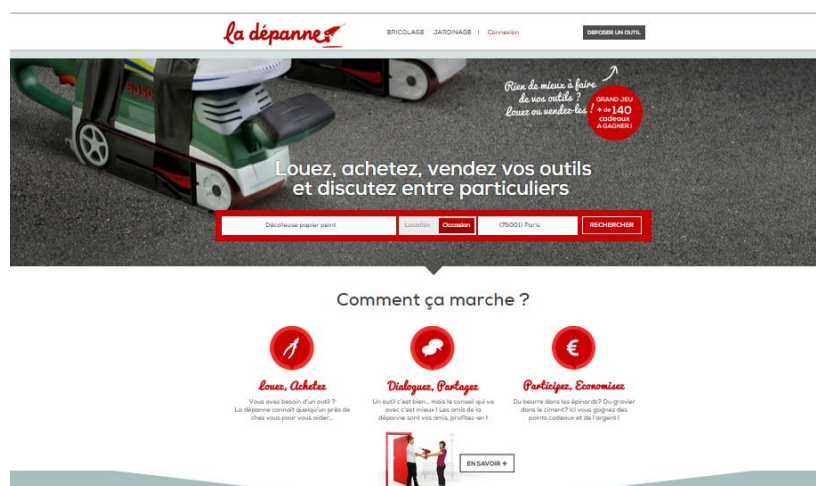 la dépanne
BRICOLAGE JARDINAGE | Connexion
DÉPOSER UN OUTIL
BOSCH
Rien de mieux à faire
de vos outils ?
Louez ou vendez-les !
GRAND JEU
+ de 140
cadeaux
A GAGNER !
Louez, achetez, vendez vos outils
et discutez entre particuliers
Décolleuse papier peint
Location Occasion
(75001) Paris
RECHERCHER
Comment ça marche ?
Louez, Achetez
Vous avez besoin d'un outil ?
La dépanne connaît quelqu'un près de
chez vous pour vous aider...
Dialoguez, Partagez
Un outil c'est bien... mais le conseil qui va
avec c'est mieux ! Les amis de la
dépanne sont vos amis, profitez-en !
€
Participez, Economisez
Du beurre dans les épinards? Du gravier
dans le ciment? Ici vous gagnez des
points cadeaux et de l'argent !
EN SAVOIR +